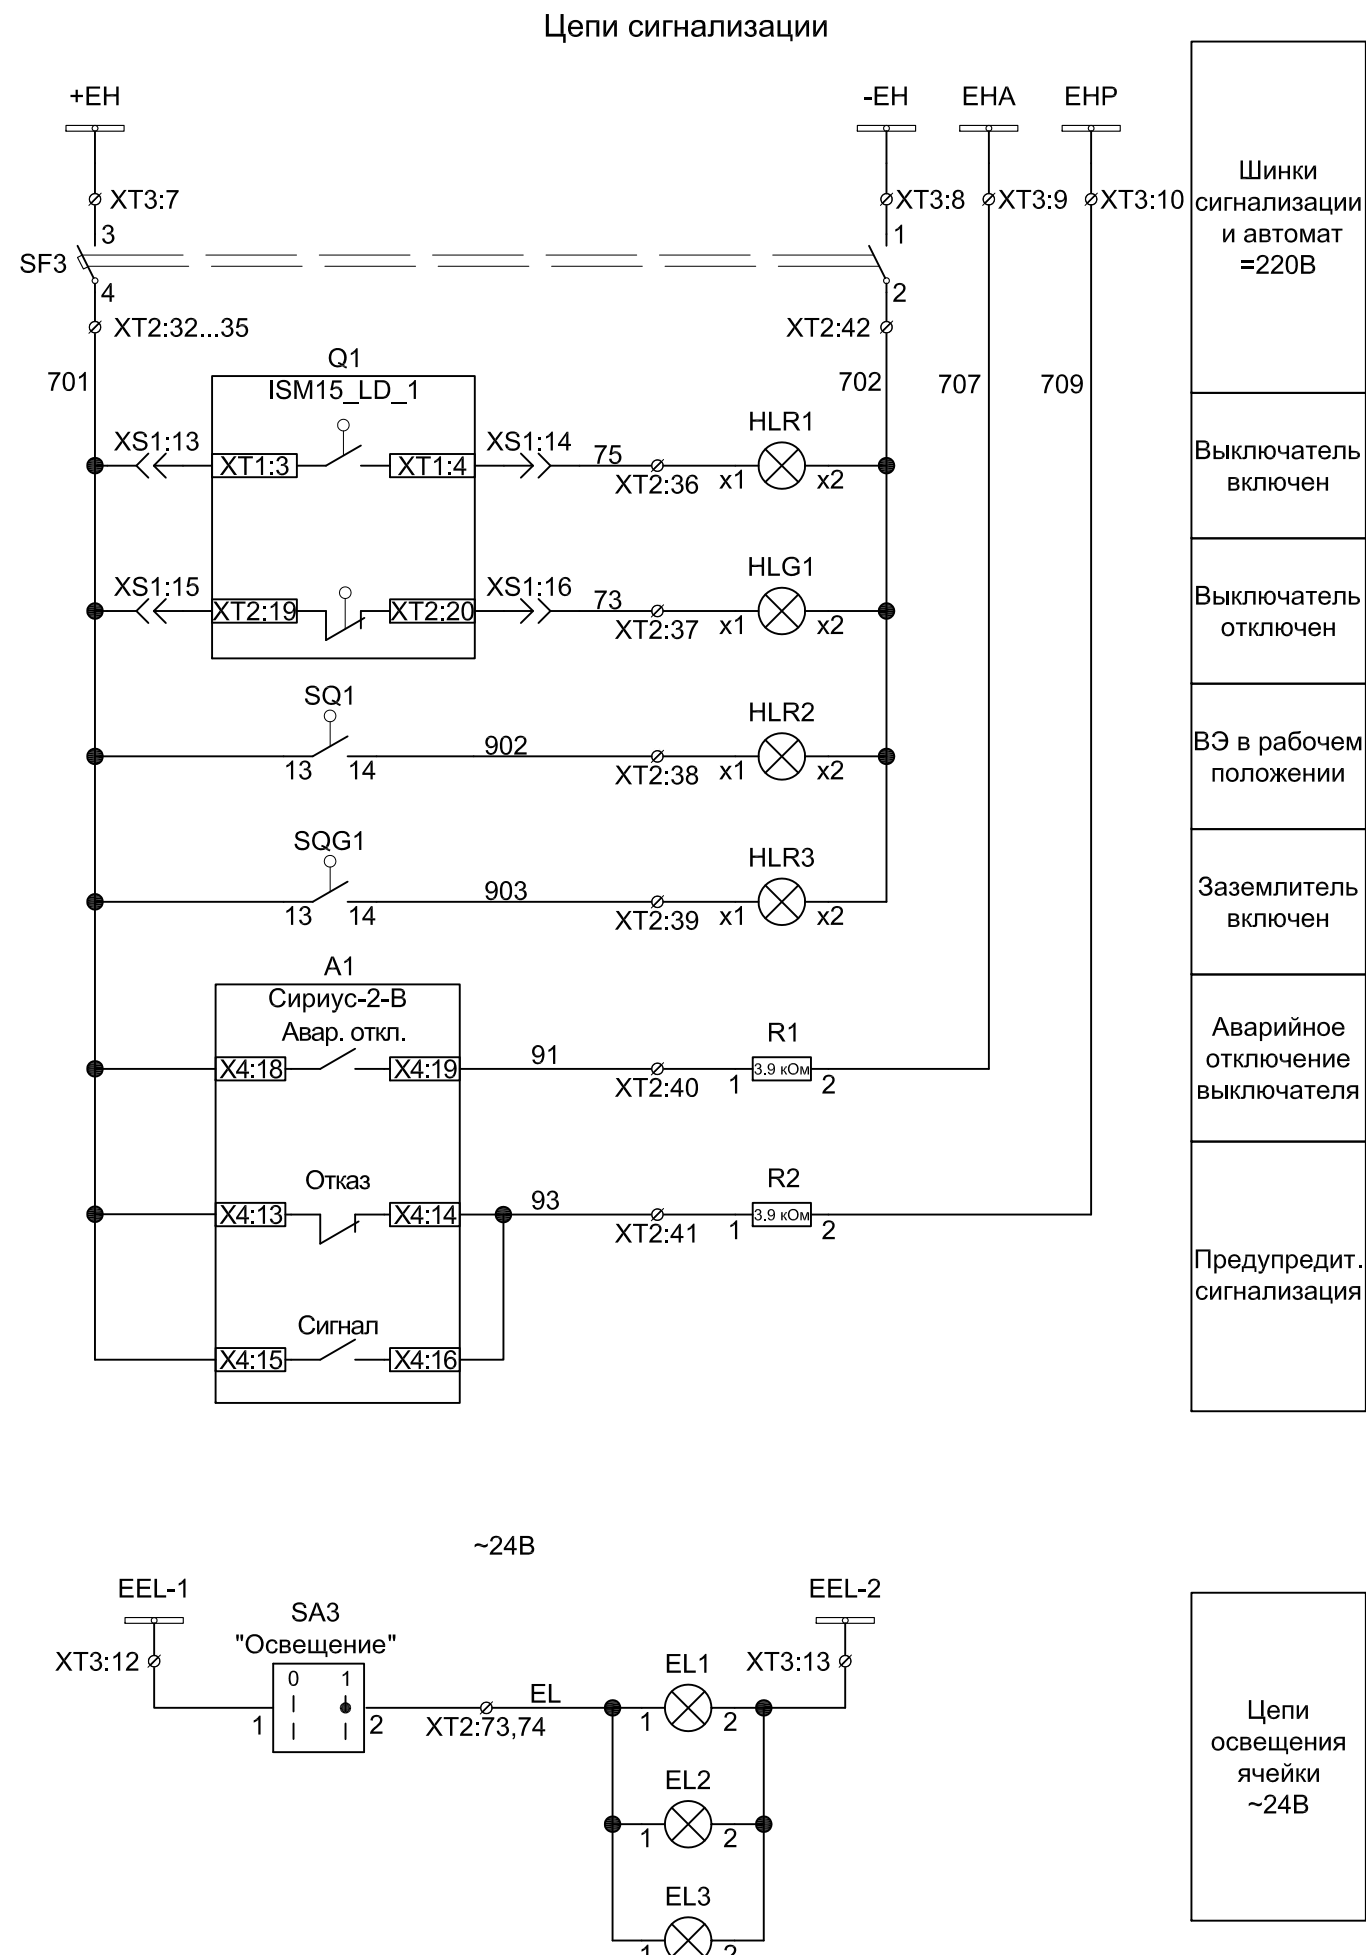 Цепи сигнализации
+EH
-EH
EHA
EHP
Шинки
сигнализации
и автомат
=220В
XT3:7
XT3:8
XT3:9
XT3:10
3
1
SF3
4
2
XT2:32...35
XT2:42
701
702
707
709
Q1
ISM15_LD_1
XS1:13
XT1:3
XT1:4
XS1:14
75
XT2:36
HLR1
x1
x2
Выключатель
включен
XS1:15
XT2:19
XT2:20
XS1:16
73
XT2:37
HLG1
x1
x2
Выключатель
отключен
SQ1
13
14
902
XT2:38
HLR2
x1
x2
ВЭ в рабочем
положении
SQG1
13
14
903
XT2:39
HLR3
x1
x2
Заземлитель
включен
A1
Сириус-2-В
Авар. откл.
X4:18
X4:19
91
XT2:40
R1
1
3.9 кОм
2
Аварийное
отключение
выключателя
Отказ
X4:13
X4:14
93
XT2:41
R2
1
3.9 кОм
2
Сигнал
X4:15
X4:16
Предупредит.
сигнализация
~24В
EEL-1
EEL-2
SA3
"Освещение"
XT3:12
0
1
1
2
XT2:73,74
EL
EL1
1
2
XT3:13
EL2
1
2
EL3
1
2
Цепи
освещения
ячейки
~24В